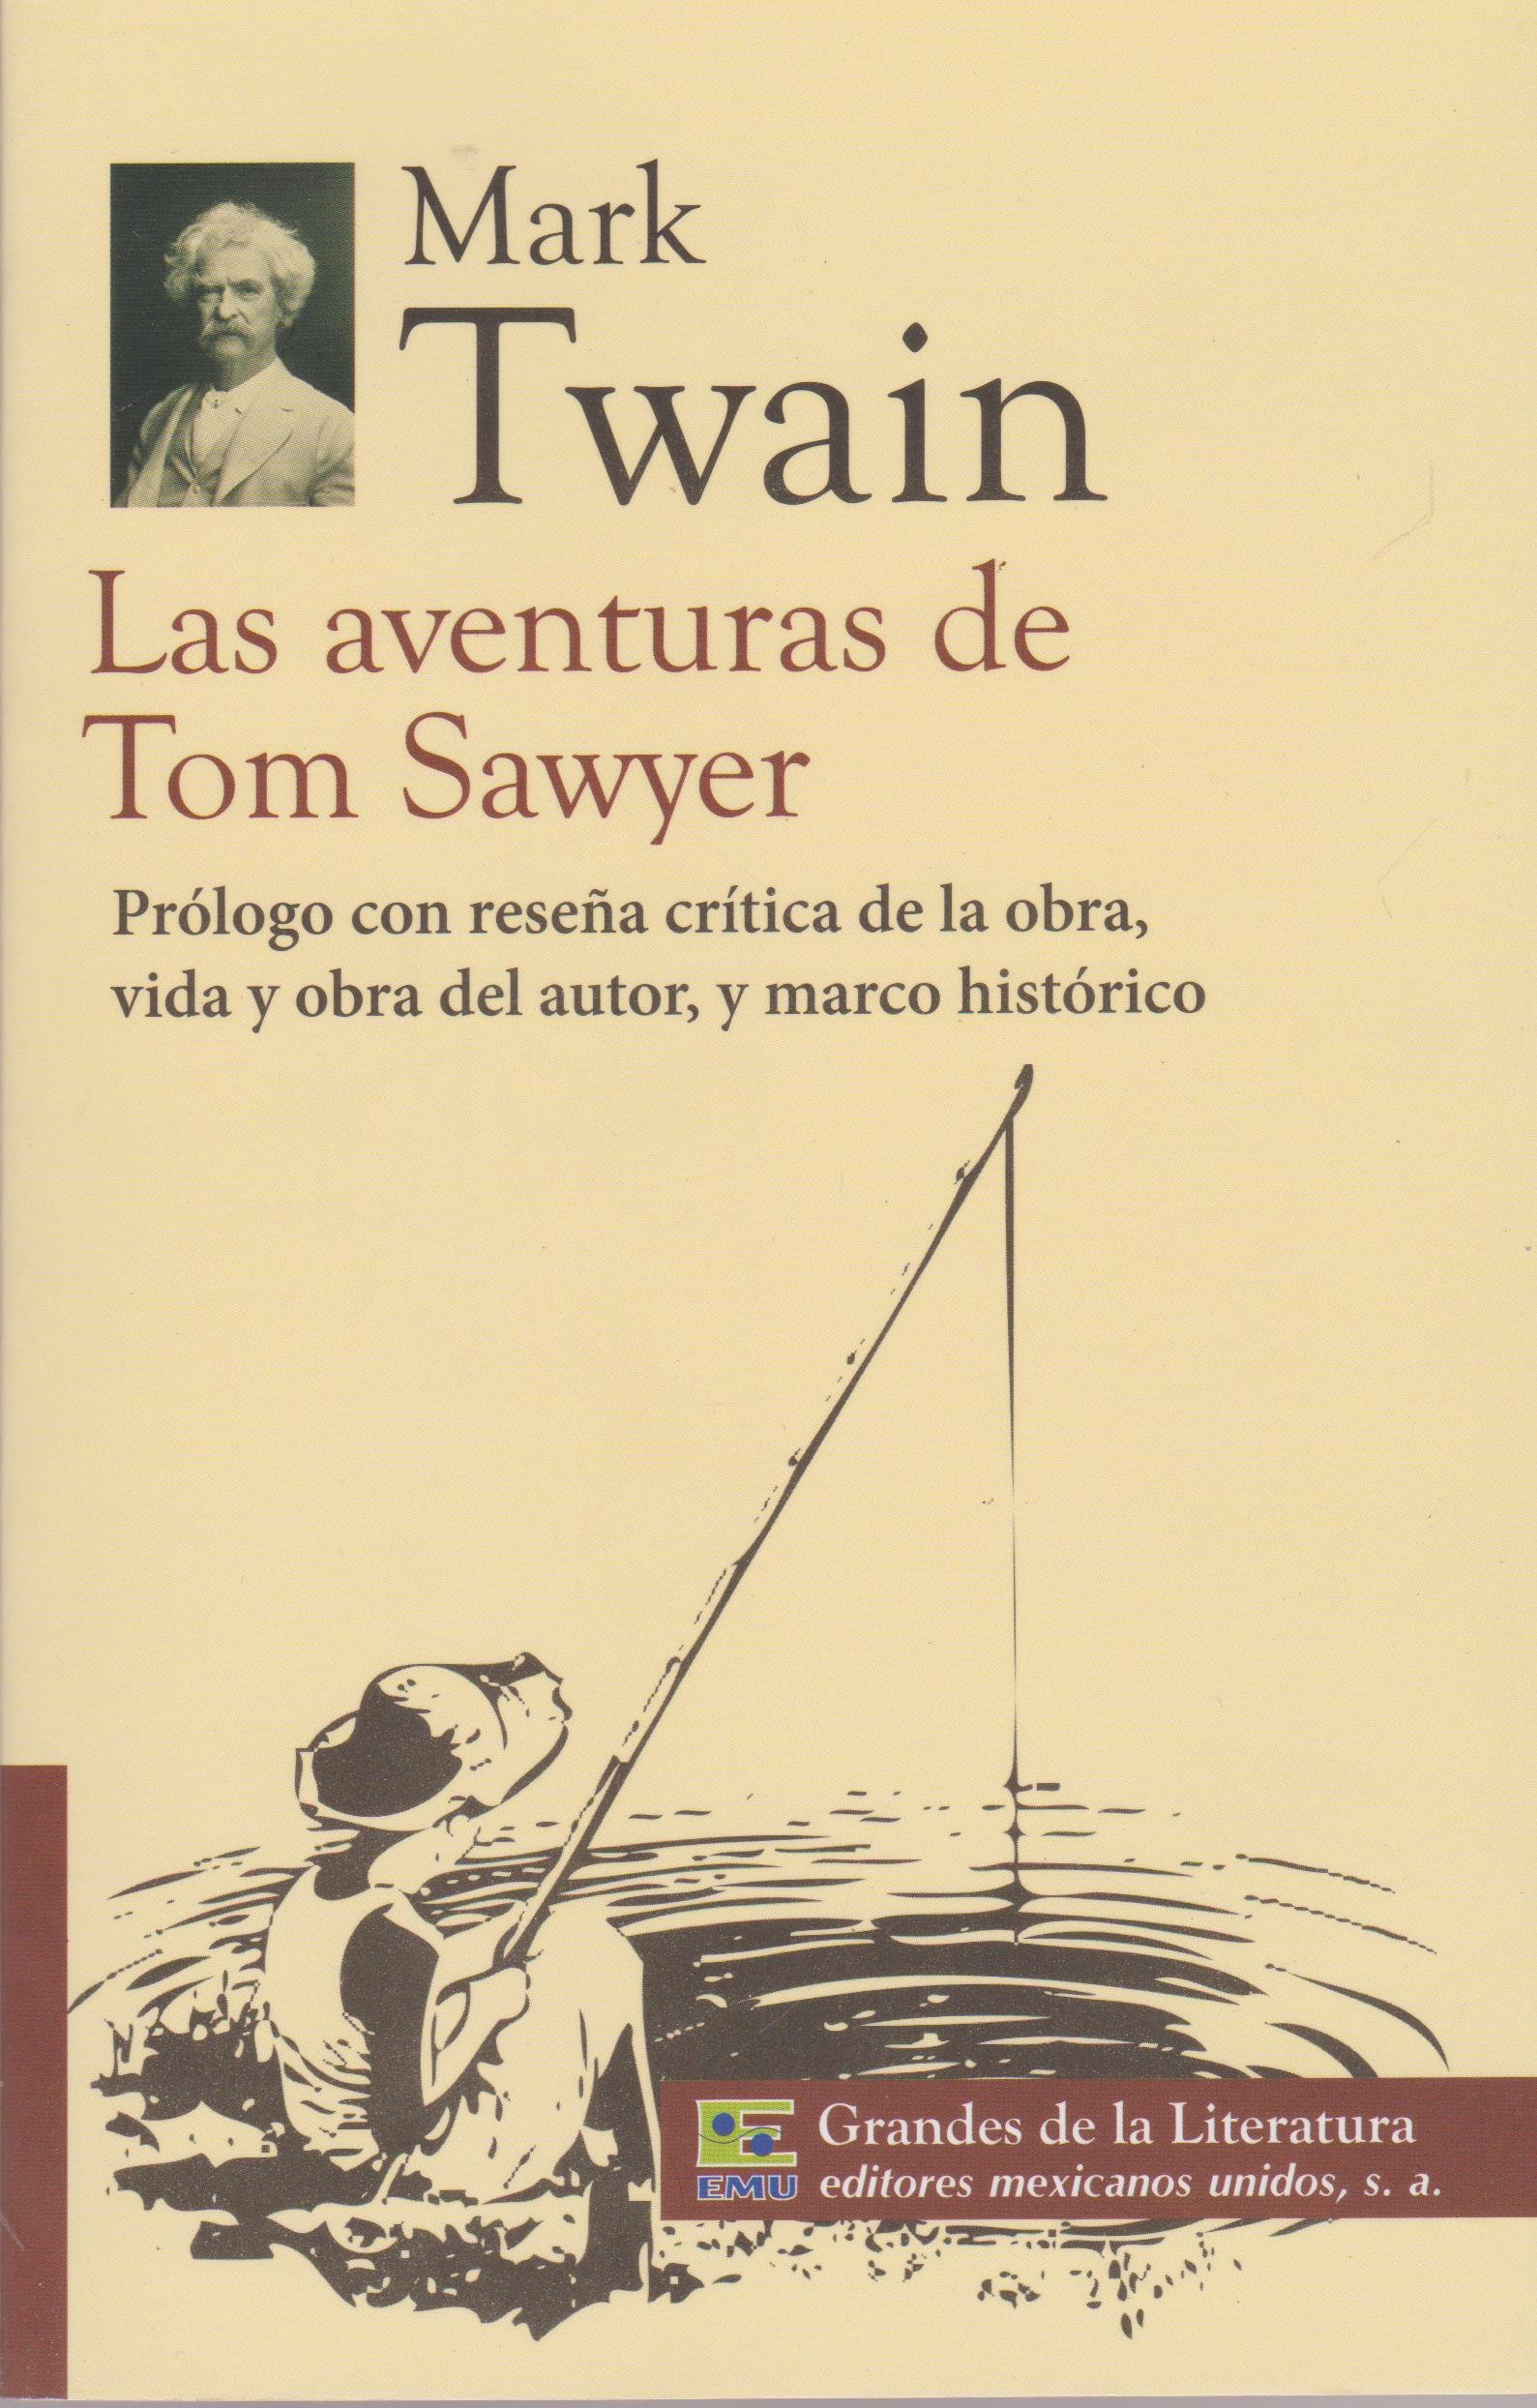 Mark
Twain
Las aventuras de
Tom Sawyer
Prólogo con reseña crítica de la obra,
vida y obra del autor, y marco histórico
Grandes de la Literatura
EMU editores mexicanos unidos, s. a.